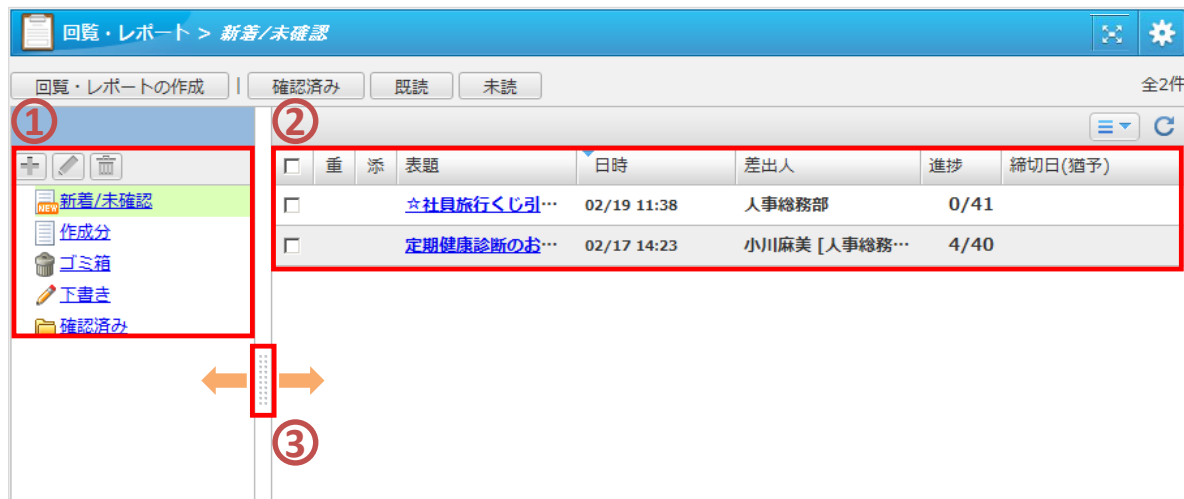 回覧・レポート > 新着/未確認
回覧・レポートの作成 | 確認済み 既読 未読 全2件
① ②
重 添 表題 日時 差出人 進捗 締切日(猶予)
NEW 新着/未確認
☆社員旅行くじ引… 02/19 11:38 人事総務部 0/41
作成分
定期健康診断のお… 02/17 14:23 小川麻美 [人事総務… 4/40
ゴミ箱
下書き
確認済み
③